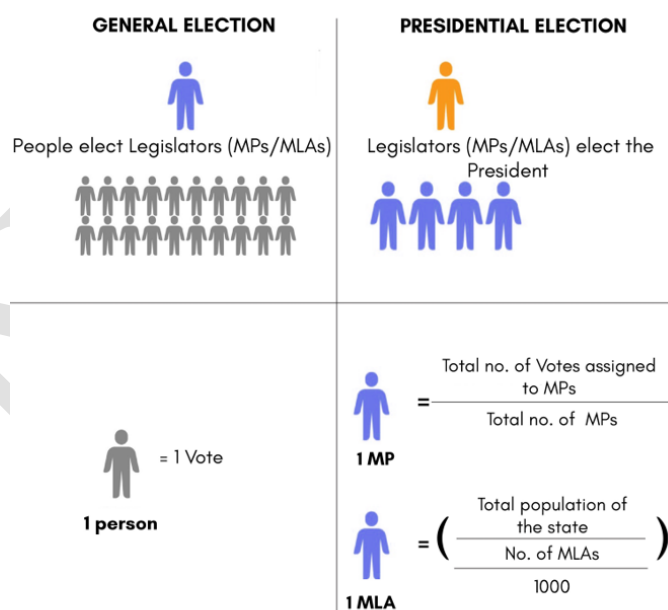 GENERAL ELECTION
People elect Legislators (MPs/MLAs)
PRESIDENTIAL ELECTION
Legislators (MPs/MLAs) elect the
President
= 1 Vote
1 person
1 MP
=
Total no. of Votes assigned
to MPs
Total no. of MPs
1 MLA
= (
Total population of
the state
No. of MLAs
)
1000